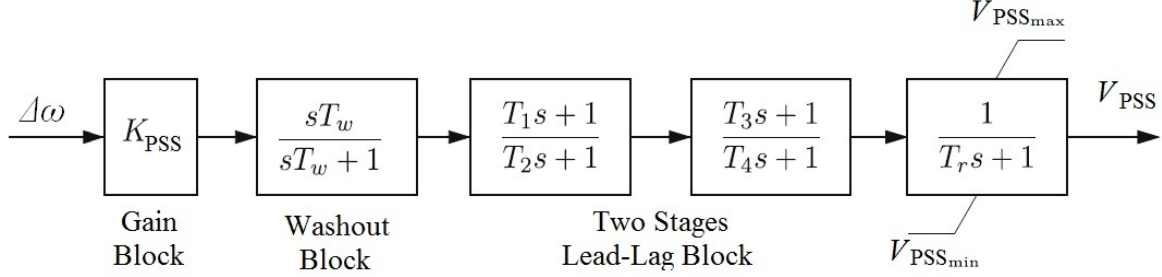 V_PSSmax
Δω
K_PSS
sT_w
sT_w + 1
T_1s + 1
T_2s + 1
T_3s + 1
T_4s + 1
1
T_rs + 1
V_PSS
Gain
Block
Washout
Block
Two Stages
Lead-Lag Block
V_PSSmin